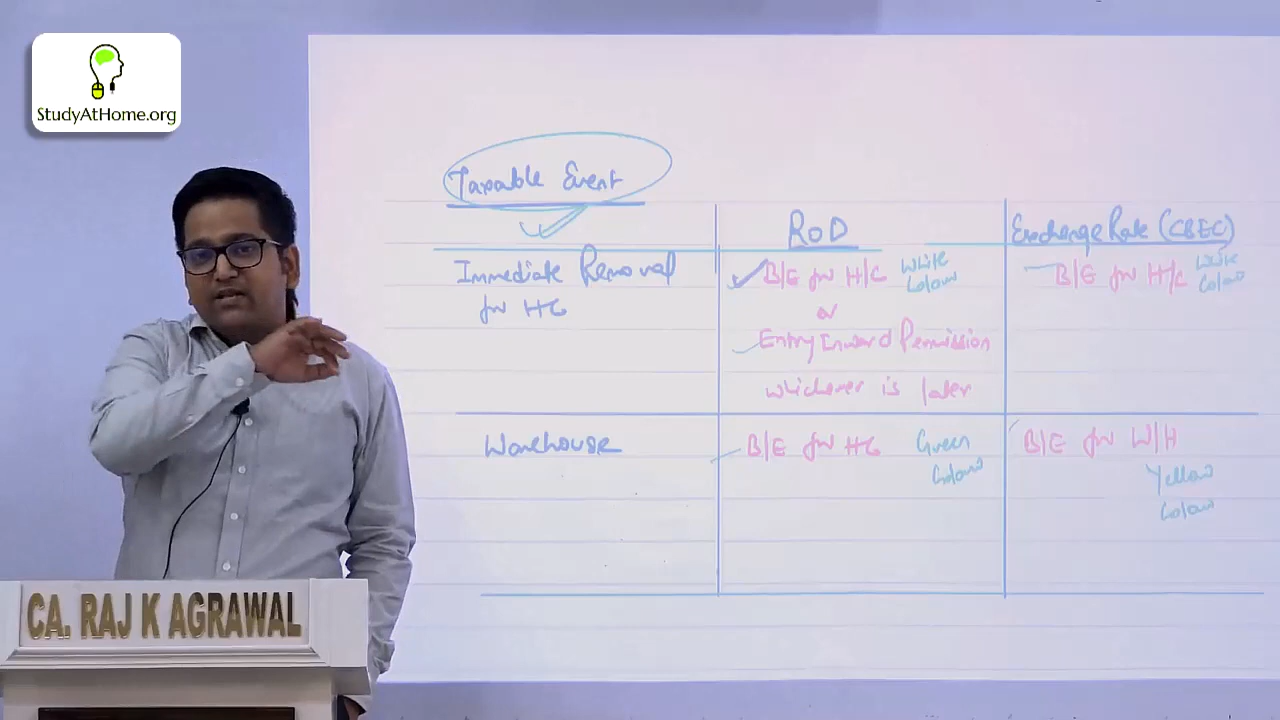 StudyAtHome.org
Taxable Event
RoD
Exchange Rate (CBEC)
Immediate Removal
for HC
B/E for H/C White Colour
or
Entry Inward Permission
whichever is later
B/E for H/C White Colour
Warehouse
B/E for HC Green
Colour
B/E for W/H
Yellow
Colour
CA. RAJ K AGRAWAL